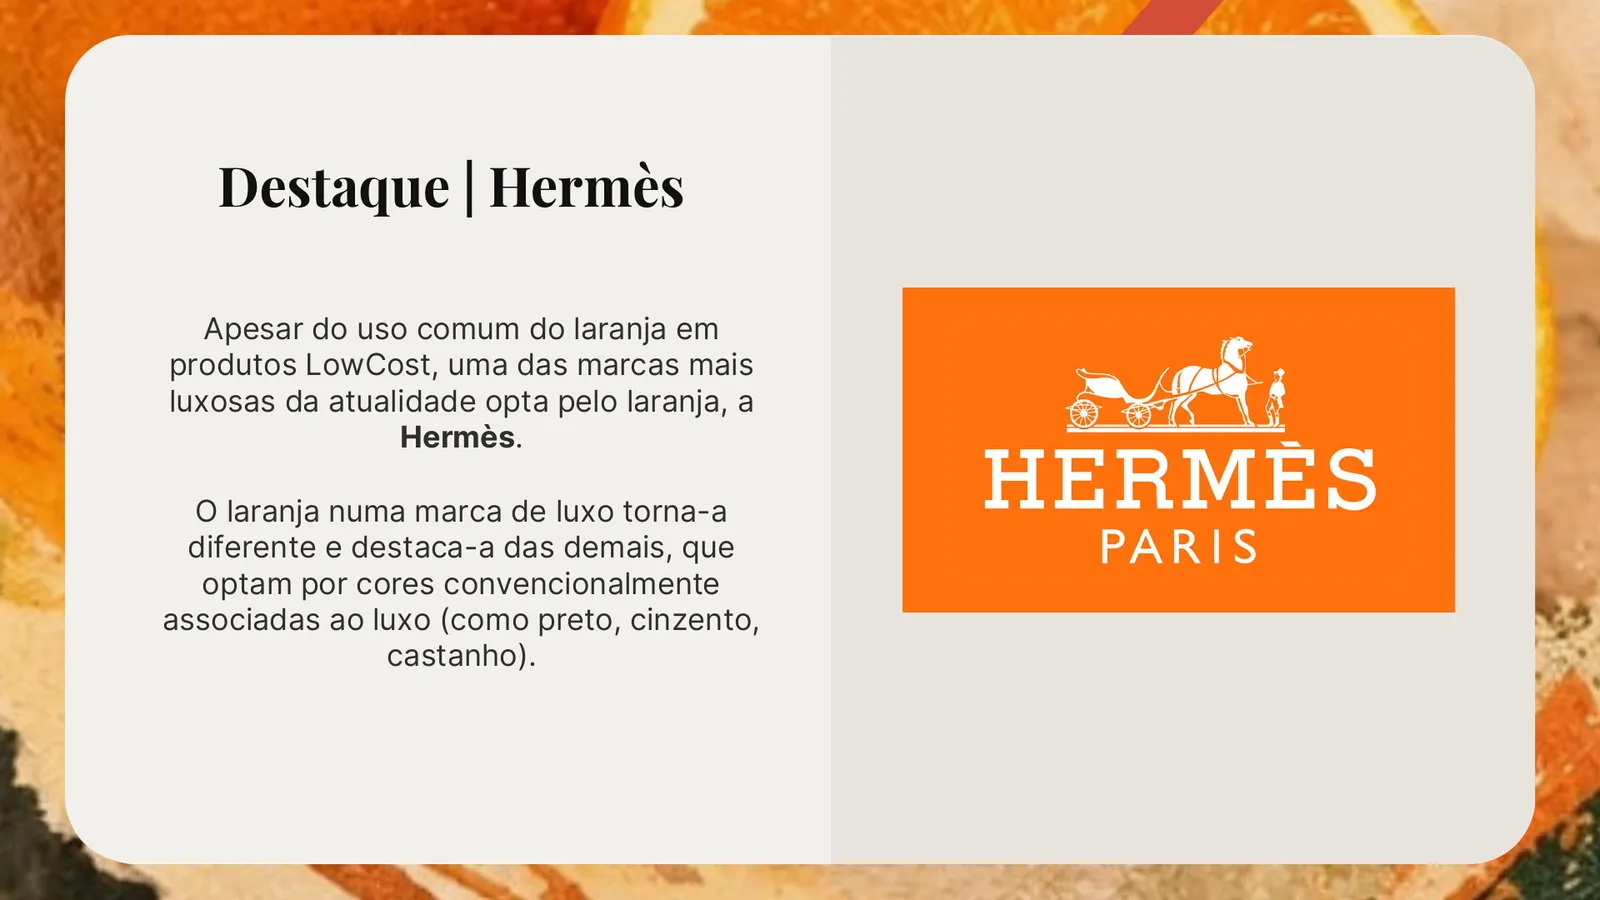 Destaque | Hermès
Apesar do uso comum do laranja em
produtos LowCost, uma das marcas mais
luxosas da atualidade opta pelo laranja, a
Hermès.
O laranja numa marca de luxo torna-a
diferente e destaca-a das demais, que
optam por cores convencionalmente
associadas ao luxo (como preto, cinzento,
castanho).
HERMÈS
PARIS